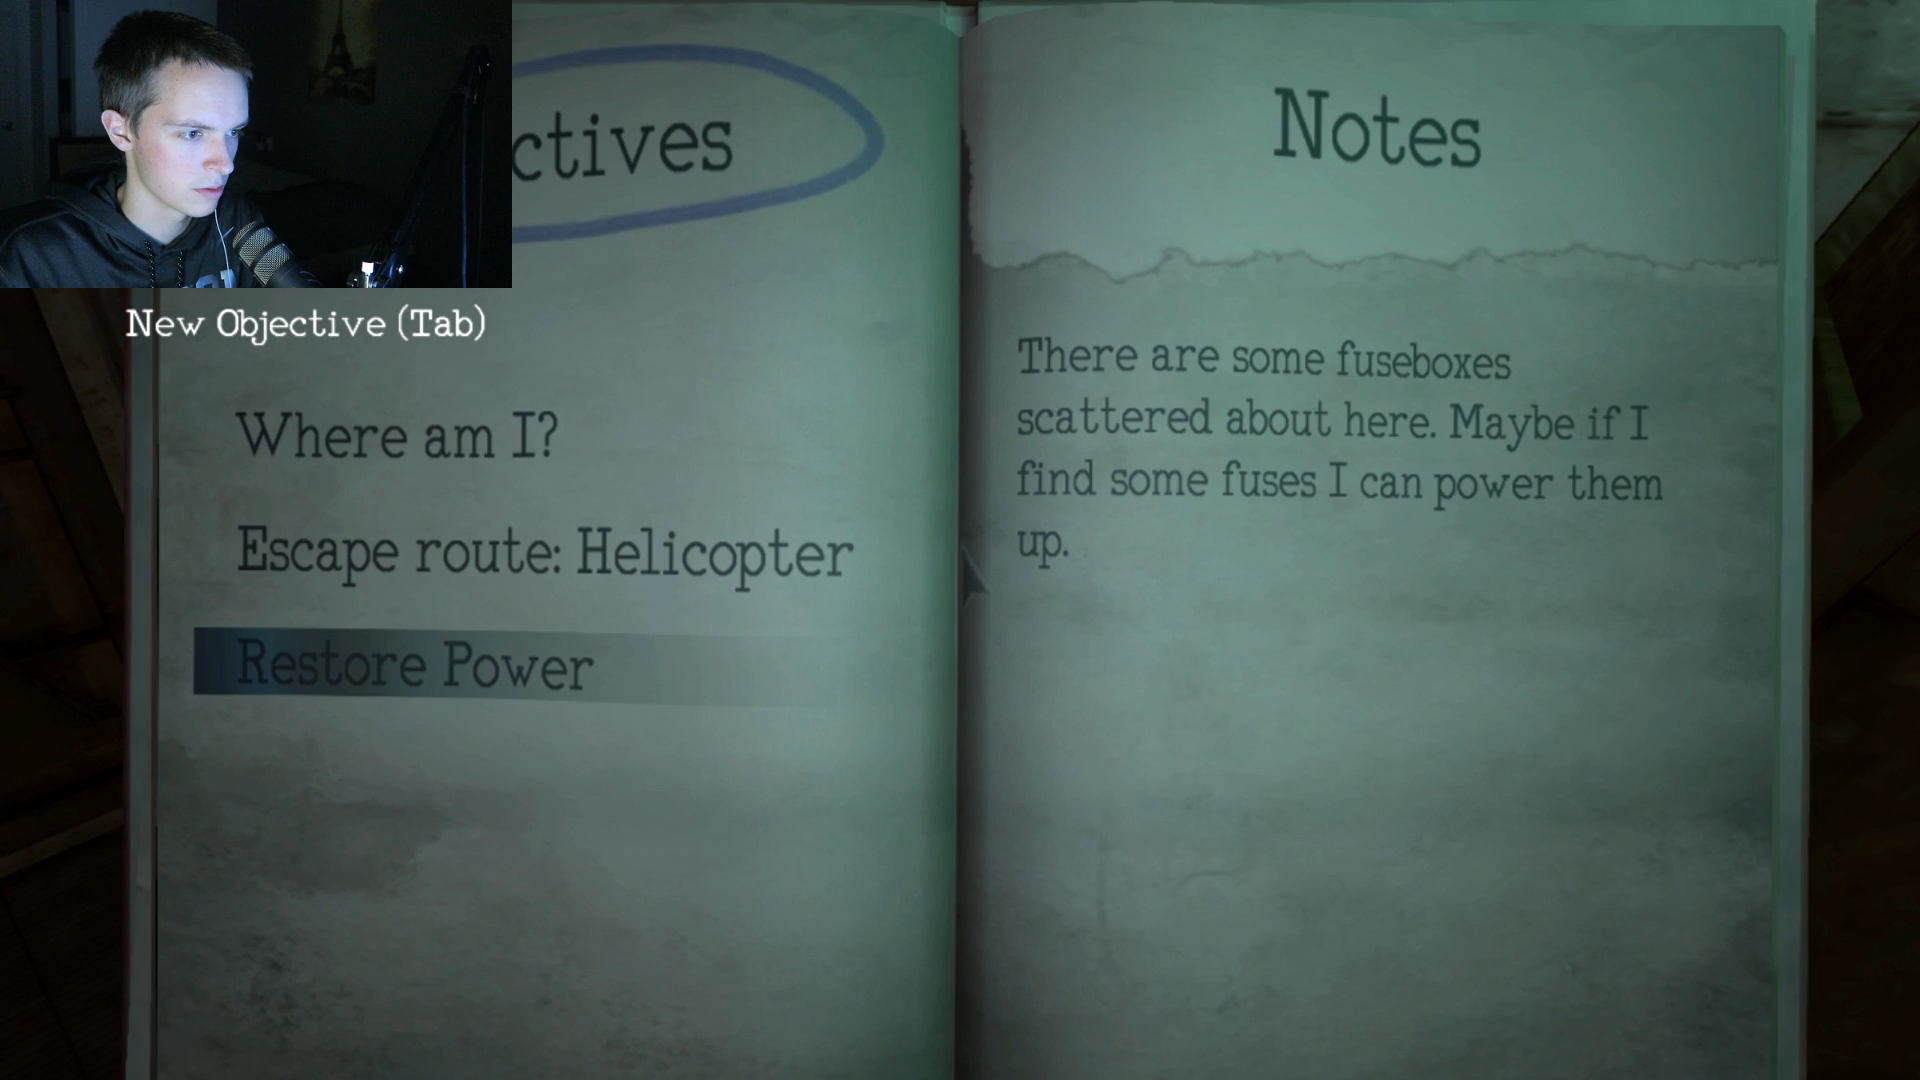 ctives
New Objective (Tab)
Where am I?
Escape route: Helicopter
Restore Power
Notes
There are some fuseboxes
scattered about here. Maybe if I
find some fuses I can power them
up.